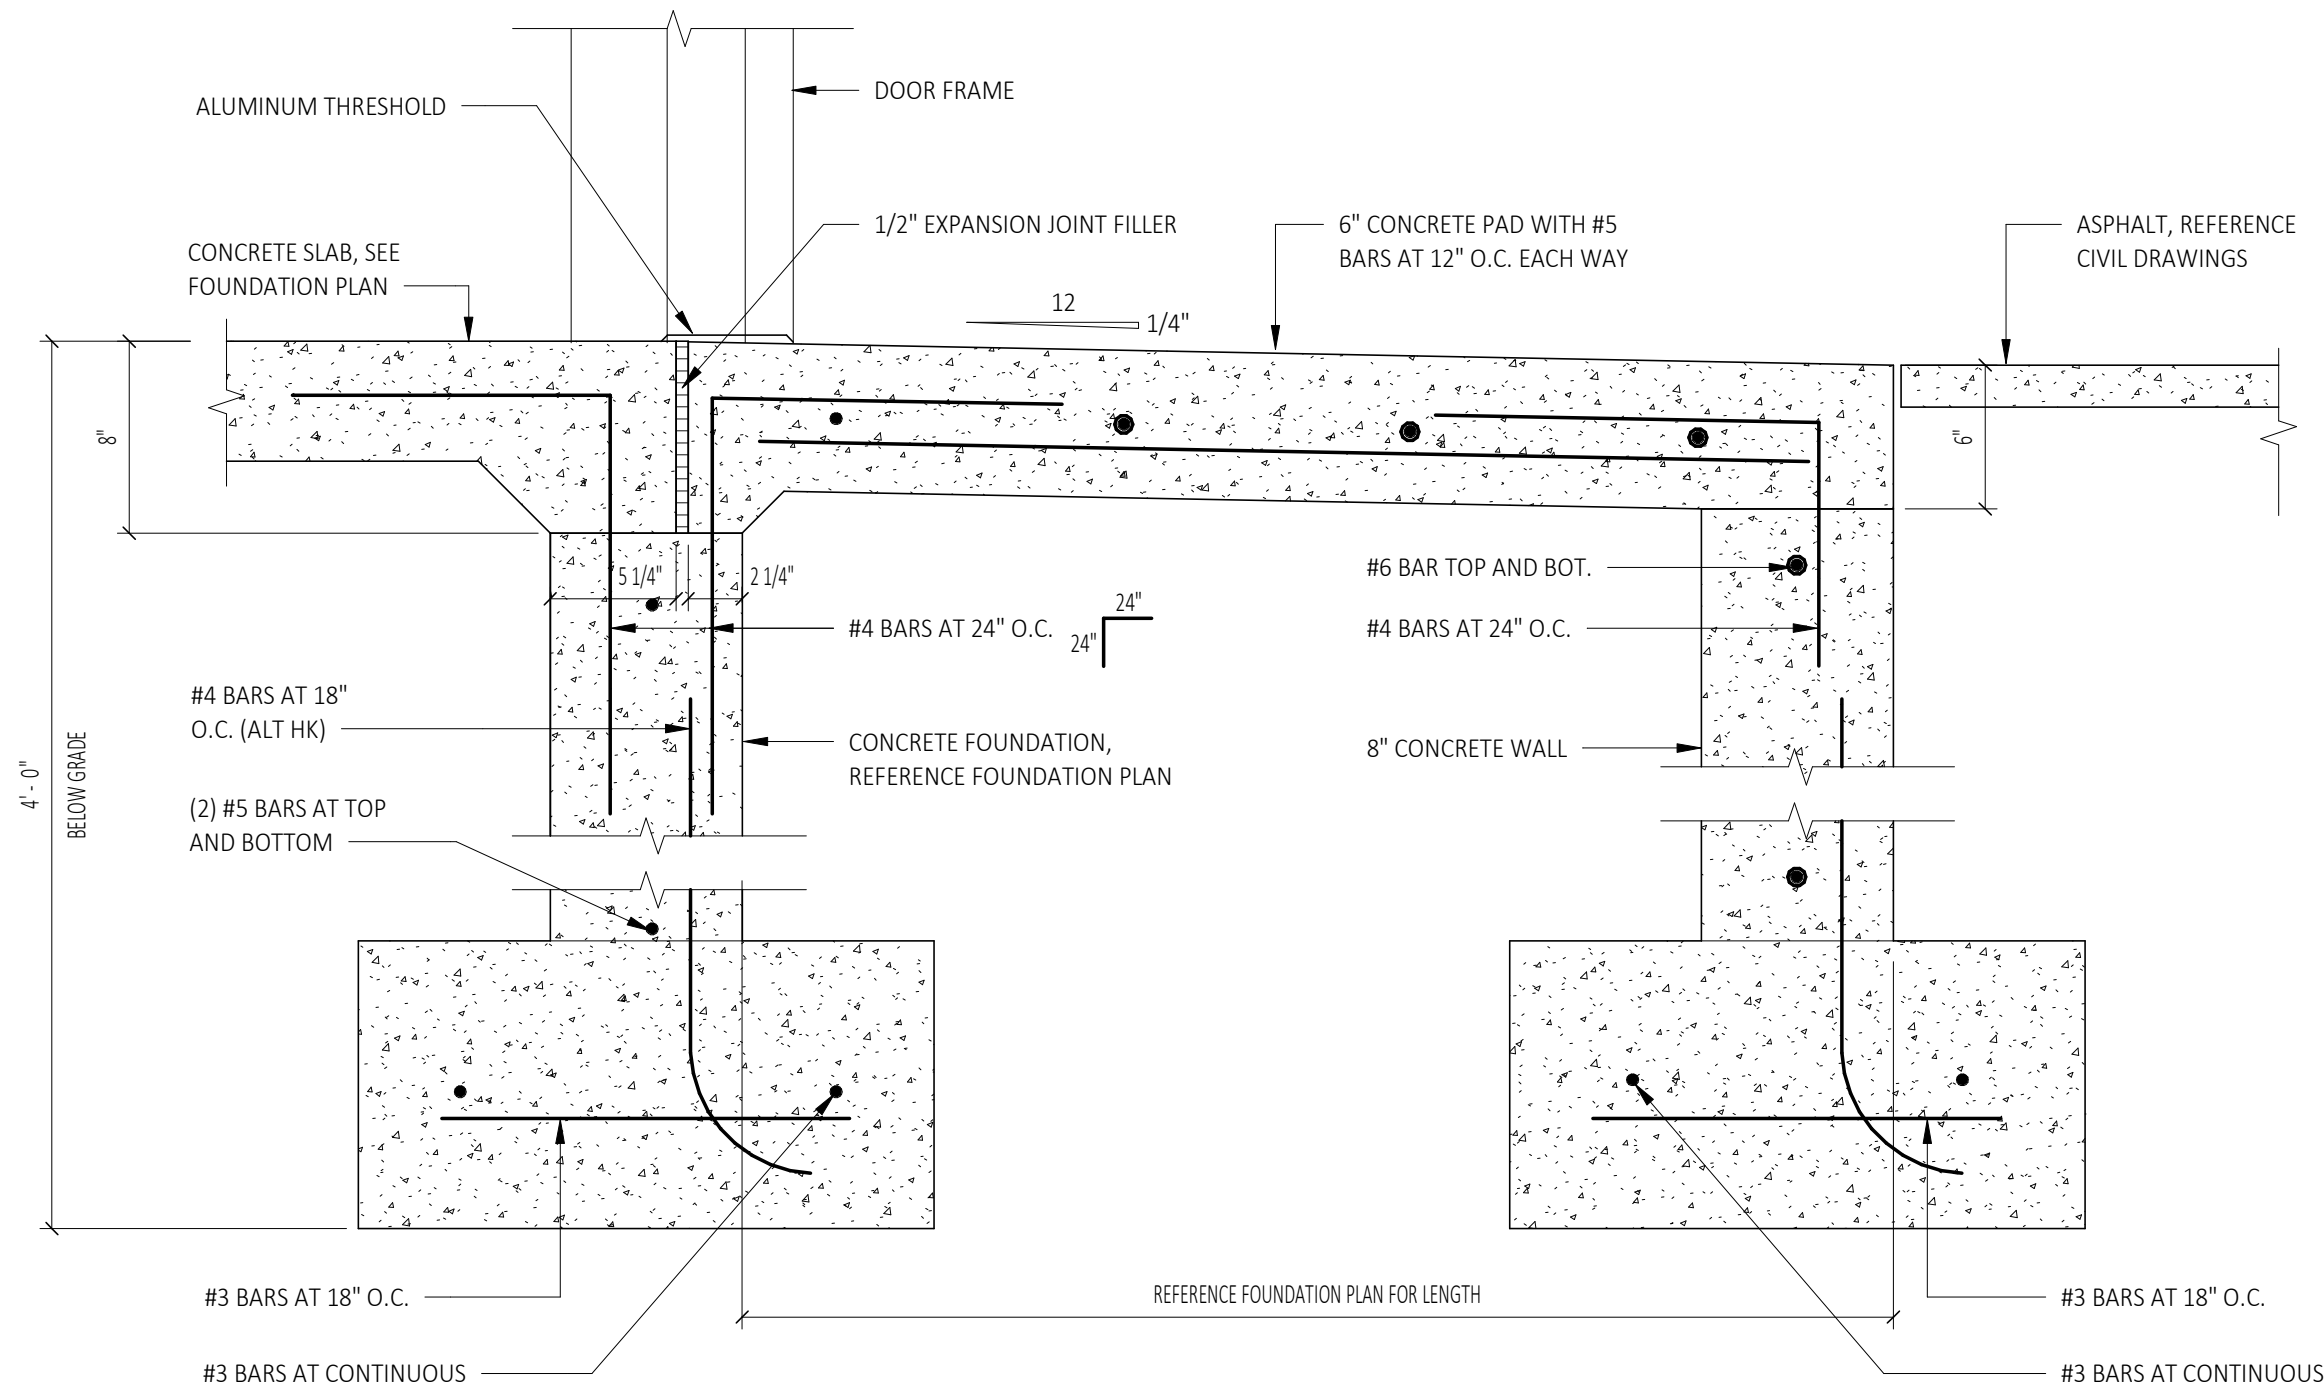 DOOR FRAME
ALUMINUM THRESHOLD
1/2" EXPANSION JOINT FILLER
6" CONCRETE PAD WITH #5
BARS AT 12" O.C. EACH WAY
ASPHALT, REFERENCE
CIVIL DRAWINGS
CONCRETE SLAB, SEE
FOUNDATION PLAN
12
1/4"
8"
6"
5 1/4"
2 1/4"
#6 BAR TOP AND BOT.
24"
24"
#4 BARS AT 24" O.C.
#4 BARS AT 24" O.C.
#4 BARS AT 18"
O.C. (ALT HK)
CONCRETE FOUNDATION,
REFERENCE FOUNDATION PLAN
8" CONCRETE WALL
4' - 0"
BELOW GRADE
(2) #5 BARS AT TOP
AND BOTTOM
#3 BARS AT 18" O.C.
REFERENCE FOUNDATION PLAN FOR LENGTH
#3 BARS AT 18" O.C.
#3 BARS AT CONTINUOUS
#3 BARS AT CONTINUOUS